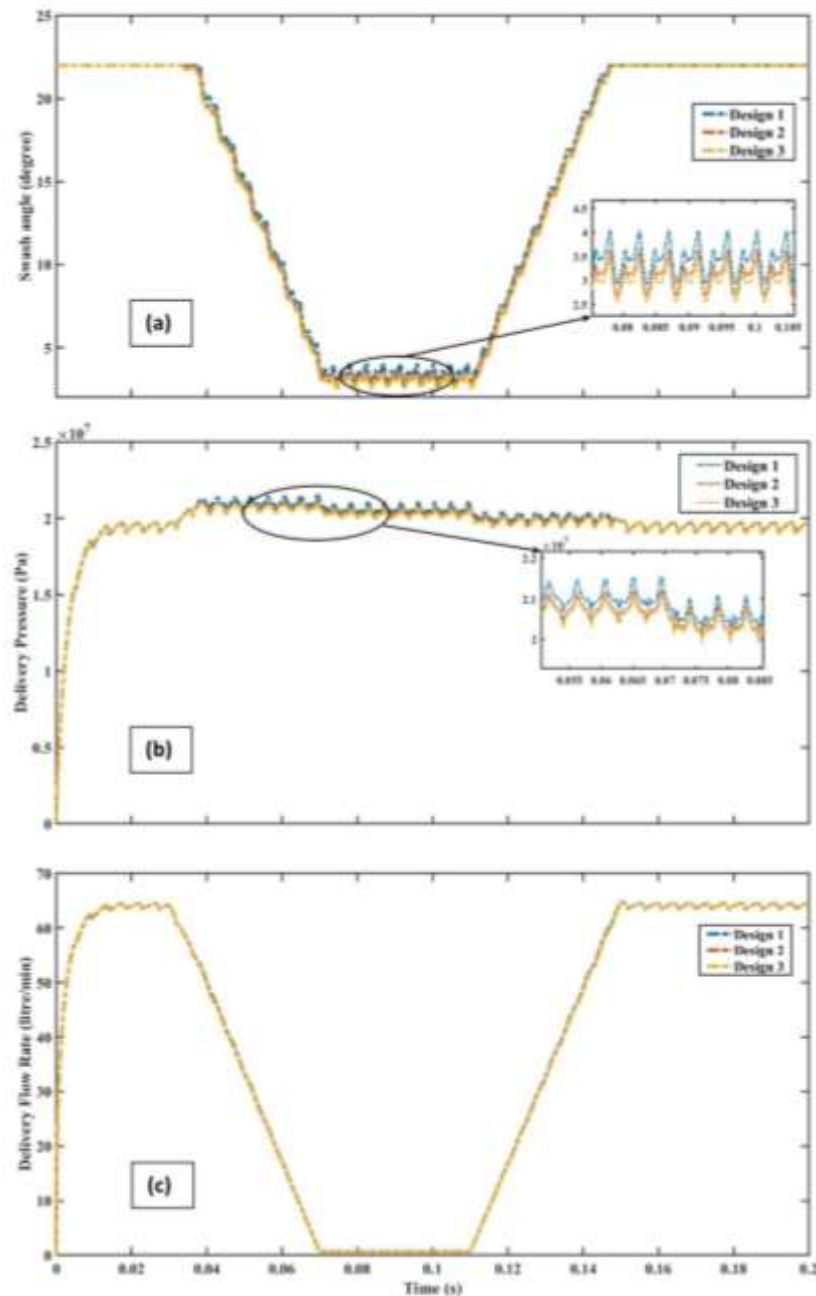 25
20
15
10
5
Swash angle (degree)
Design 1
Design 2
Design 3
4.5
4
3.5
3
2.5
0.08 0.085 0.09 0.095 0.1 0.105
(a)
×10⁷
2.5
2
1.5
1
0.5
0
Delivery Pressure (Pa)
Design 1
Design 2
Design 3
2.2
2.1
2
0.055 0.06 0.065 0.07 0.075 0.08 0.085
(b)
70
60
50
40
30
20
10
0
Delivery Flow Rate (litre/min)
Design 1
Design 2
Design 3
(c)
0 0.02 0.04 0.06 0.08 0.1 0.12 0.14 0.16 0.18 0.2
Time (s)